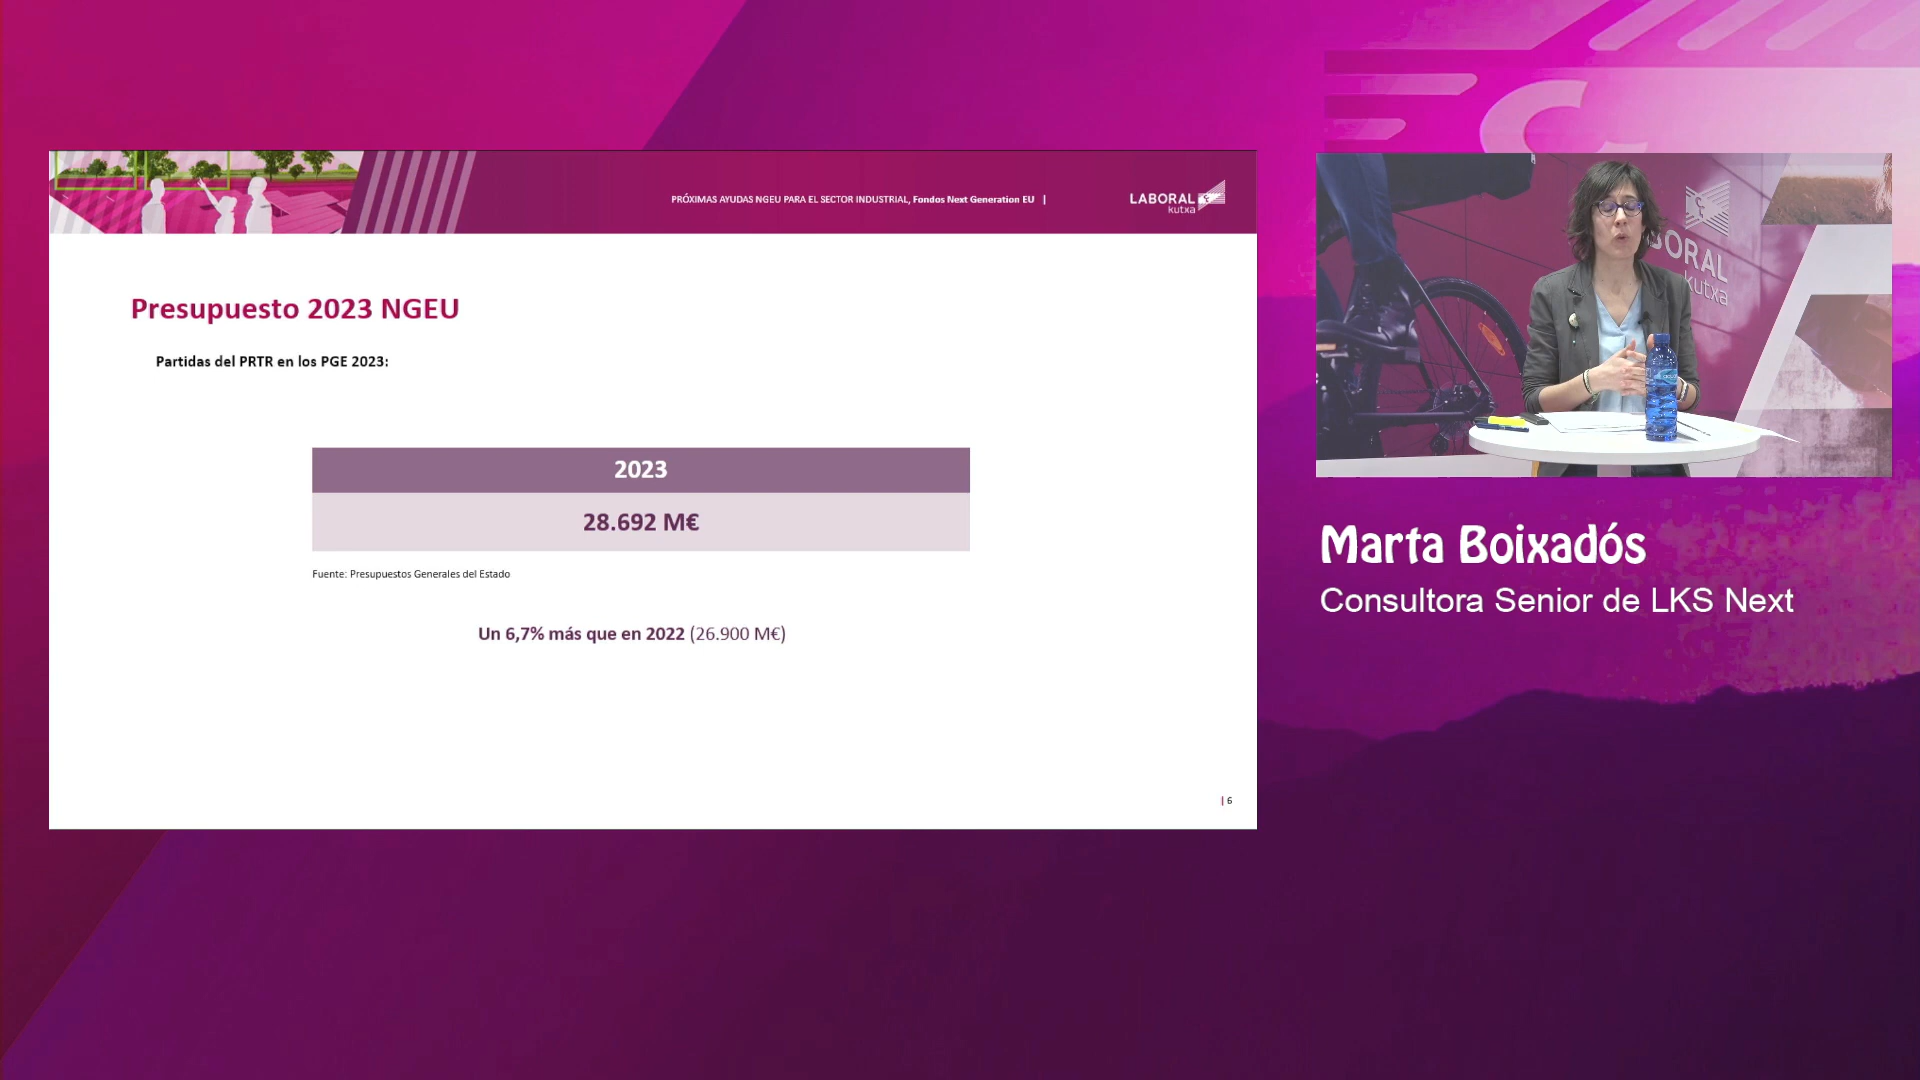 PRÓXIMAS AYUDAS NGEU PARA EL SECTOR INDUSTRIAL, Fondos Next Generation EU |
LABORAL
kutxa
Presupuesto 2023 NGEU
Partidas del PRTR en los PGE 2023:
2023
28.692 M€
Fuente: Presupuestos Generales del Estado
Un 6,7% más que en 2022 (26.900 M€)
| 6
BORAL
kutxa
Marta Boixadós
Consultora Senior de LKS Next